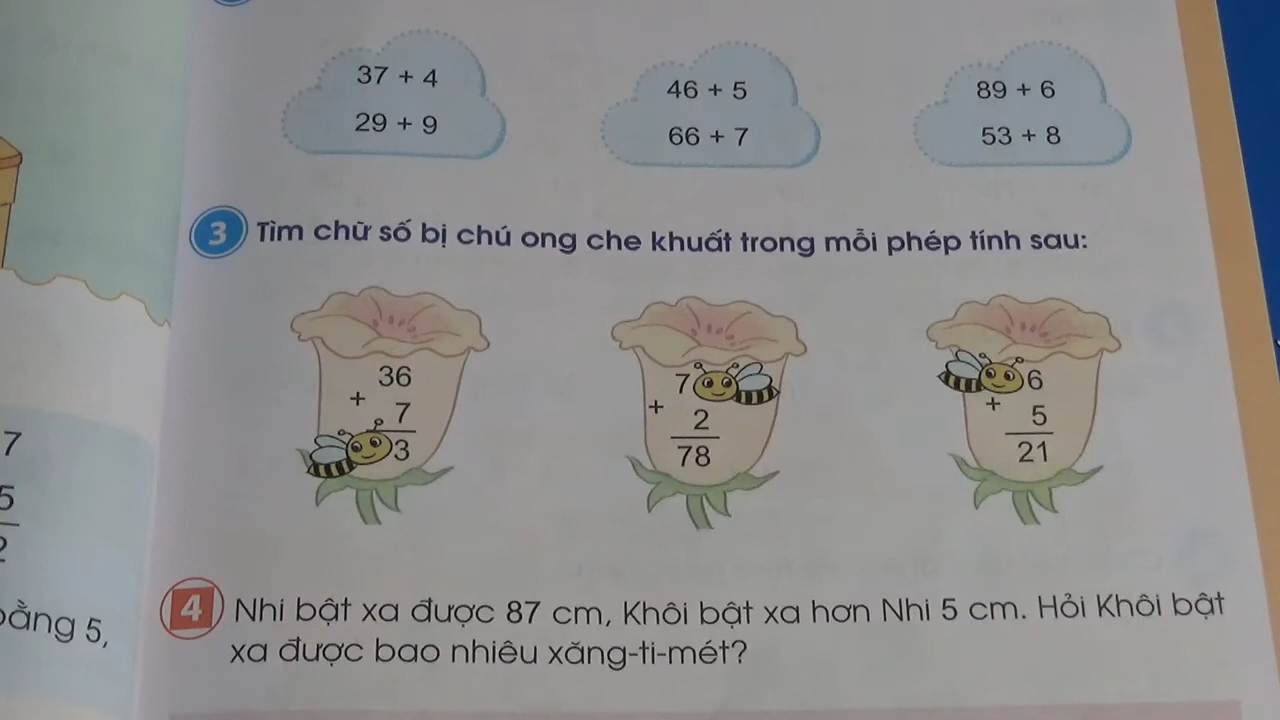 37 + 4
29 + 9
46 + 5
66 + 7
89 + 6
53 + 8
3 Tìm chữ số bị chú ong che khuất trong mỗi phép tính sau:
36
+
7
3
7
+
2
78
6
+
5
21
7
5
2
bằng 5,
4 Nhi bật xa được 87 cm, Khôi bật xa hơn Nhi 5 cm. Hỏi Khôi bật
xa được bao nhiêu xăng-ti-mét?